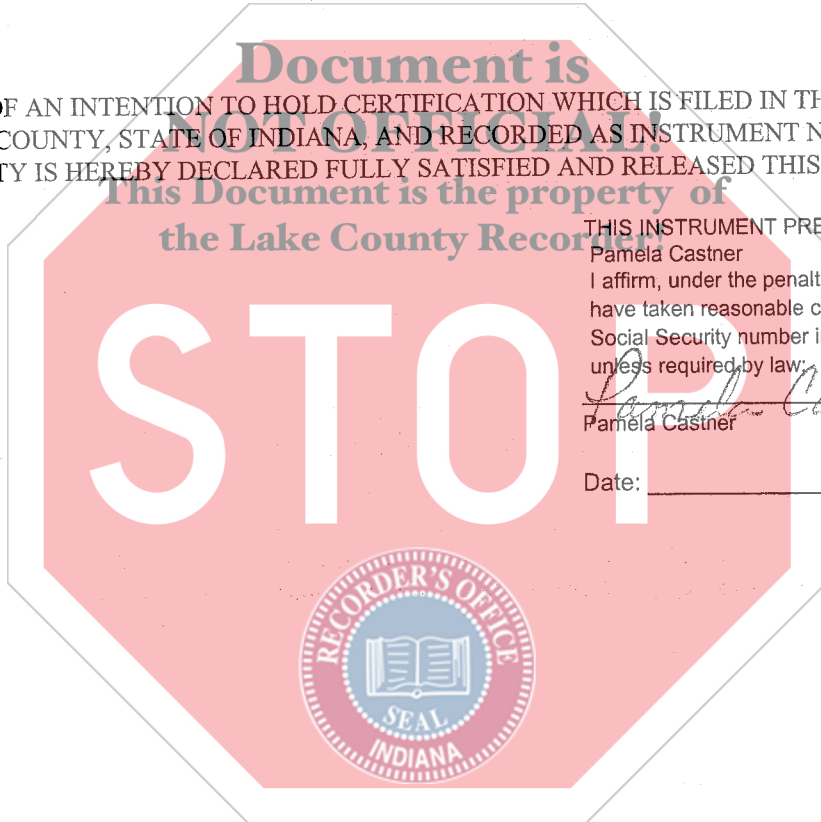 Document is
OF AN INTENTION TO HOLD CERTIFICATION WHICH IS FILED IN TH
NOT OFFICIAL!
COUNTY, STATE OF INDIANA, AND RECORDED AS INSTRUMENT N
TY IS HEREBY DECLARED FULLY SATISFIED AND RELEASED THIS
This Document is the property of
the Lake County Recorder!
THIS INSTRUMENT PRE
Pamela Castner
I affirm, under the penalt
have taken reasonable c
Social Security number i
unless required by law:
Pamela Ca
Pamela Castner
Date:
STOP
RECORDER'S OFFICE
SEAL
INDIANA